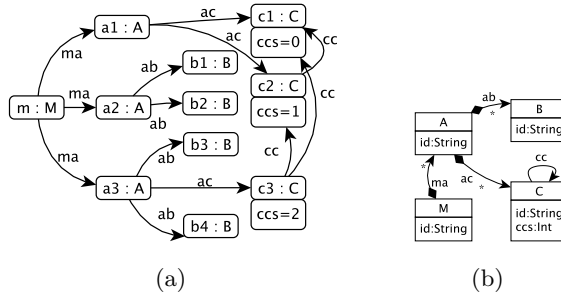 a1 : A
ac
c1 : C
ccs=0
ac
cc
ma
b1 : B
ab
c2 : C
ccs=1
cc
m : M
ma
a2 : A
b2 : B
ab
b3 : B
ab
ma
a3 : A
ac
c3 : C
ccs=2
cc
ab
b4 : B
A
id:String
ab
*
B
id:String
*
ma
ac
*
cc
C
id:String
ccs:Int
M
id:String
(a)
(b)